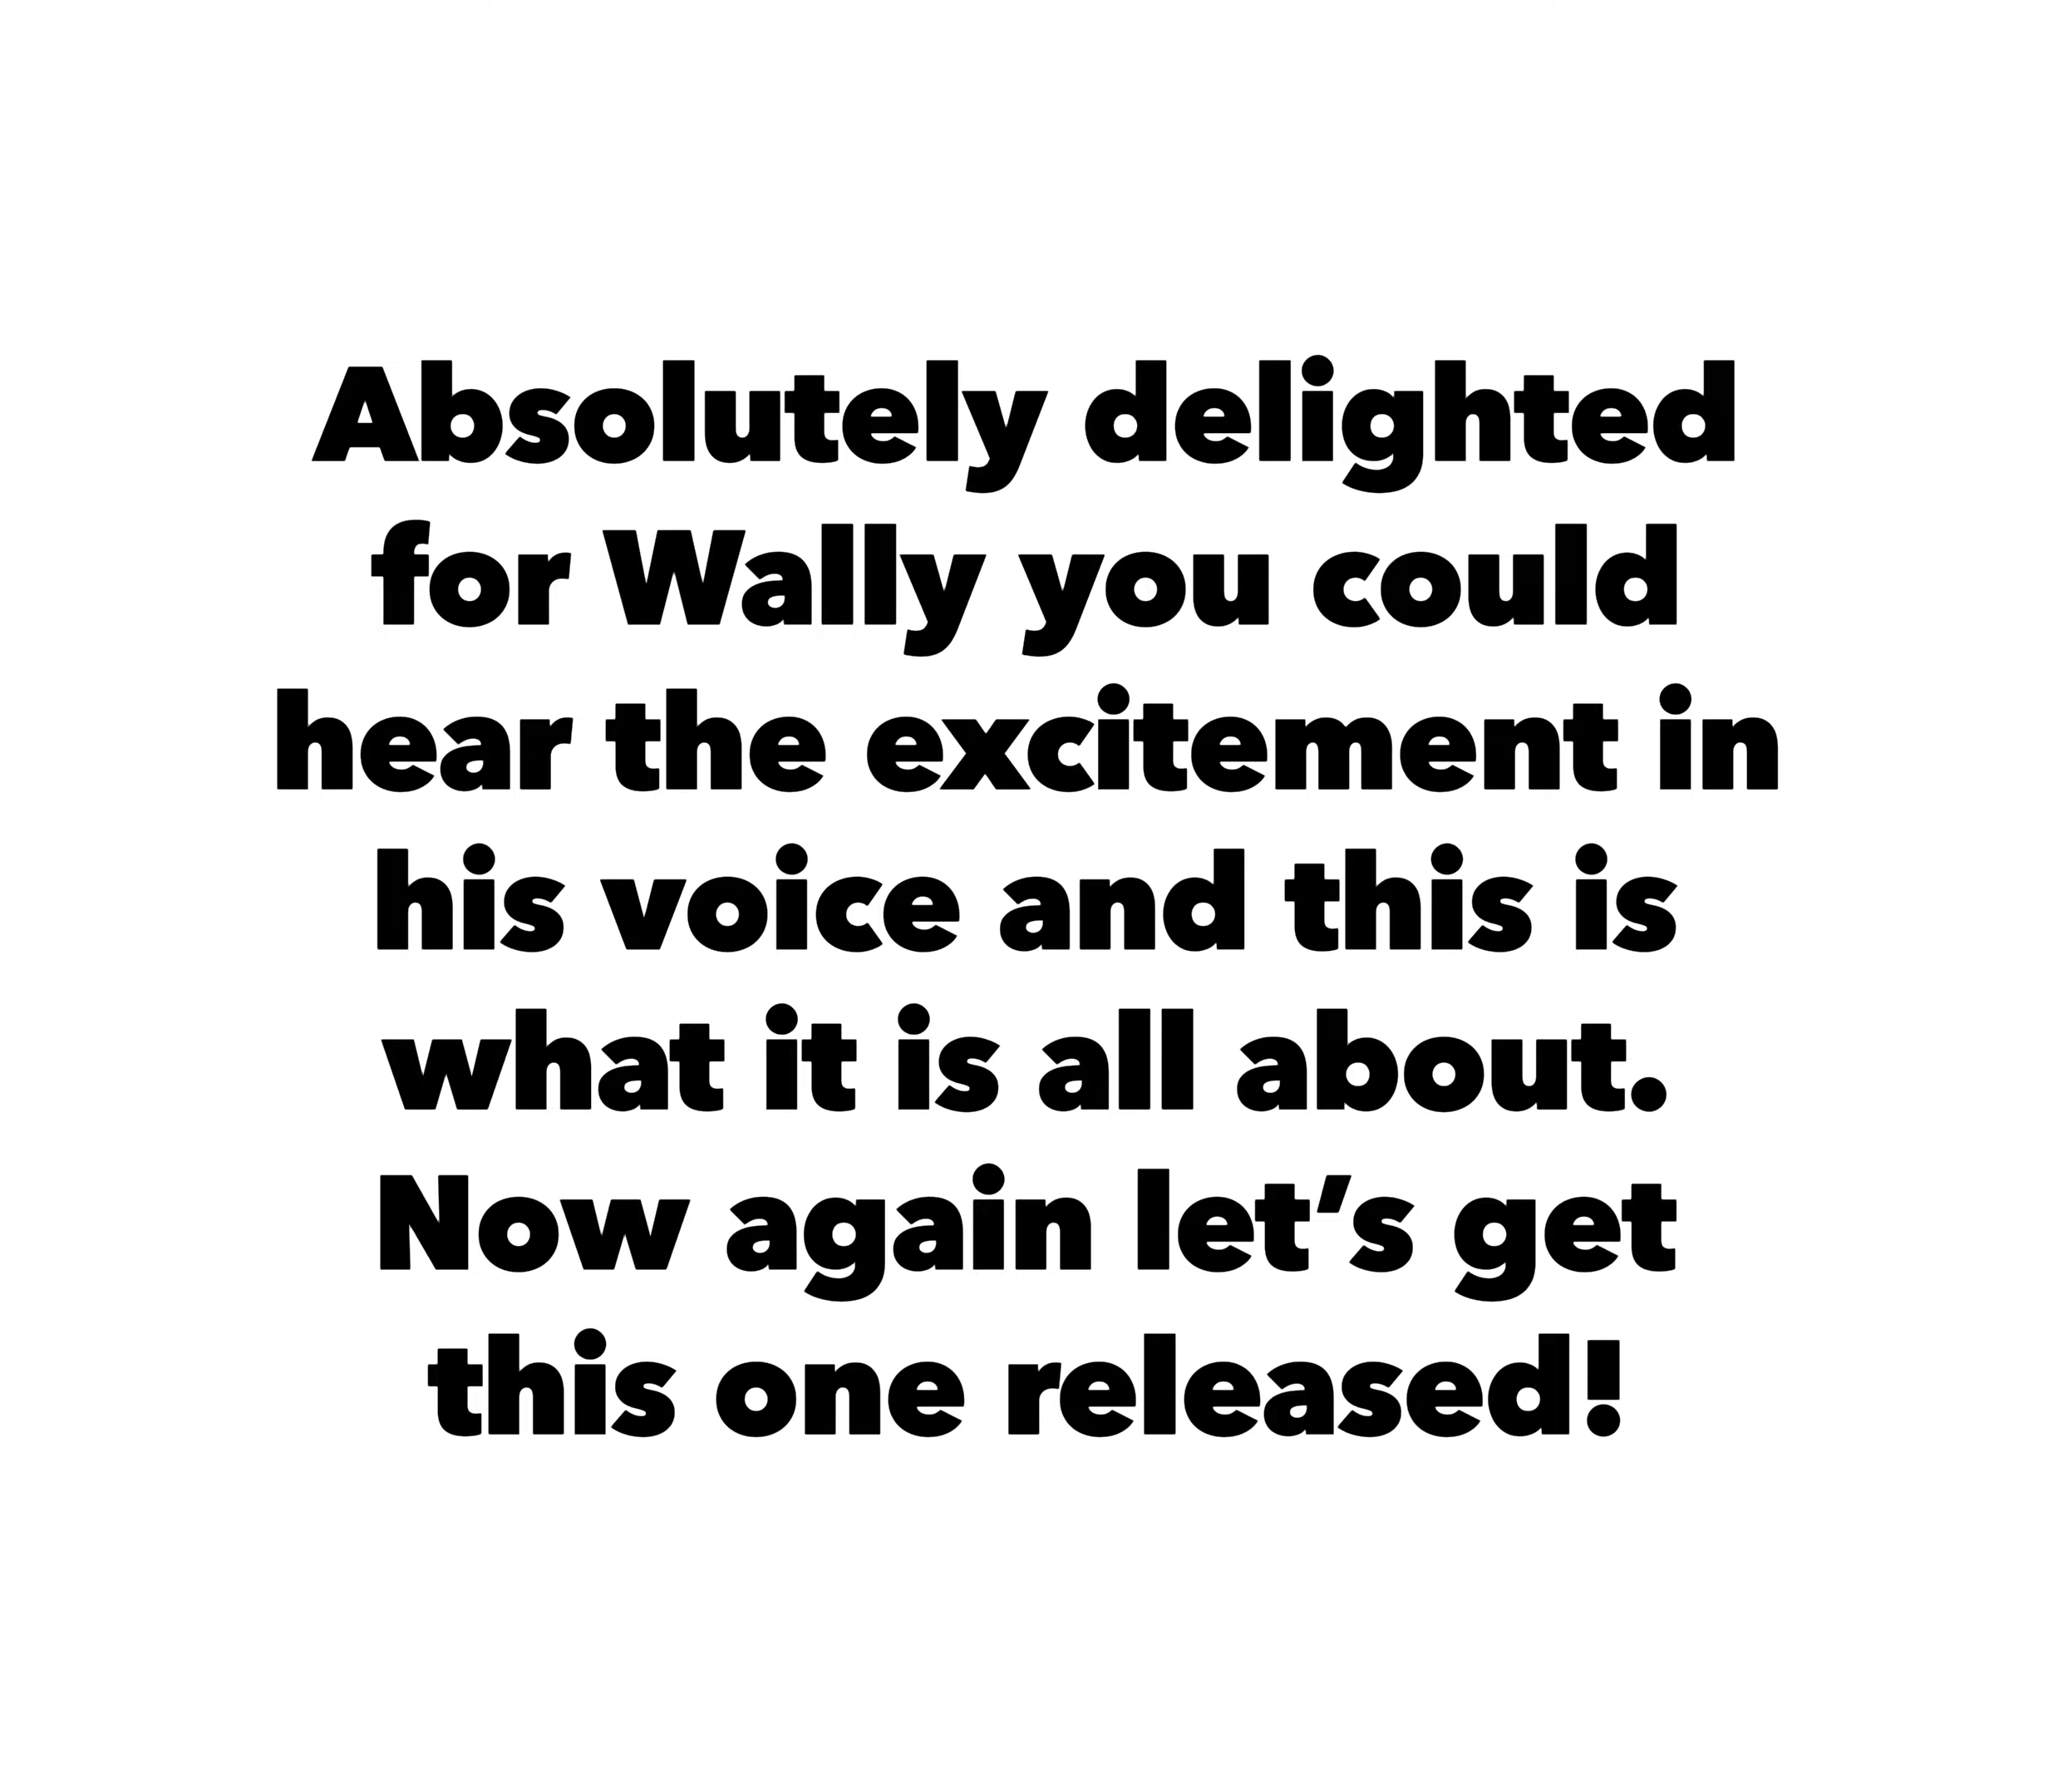 Absolutely delighted
for Wally you could
hear the excitement in
his voice and this is
what it is all about.
Now again let’s get
this one released!